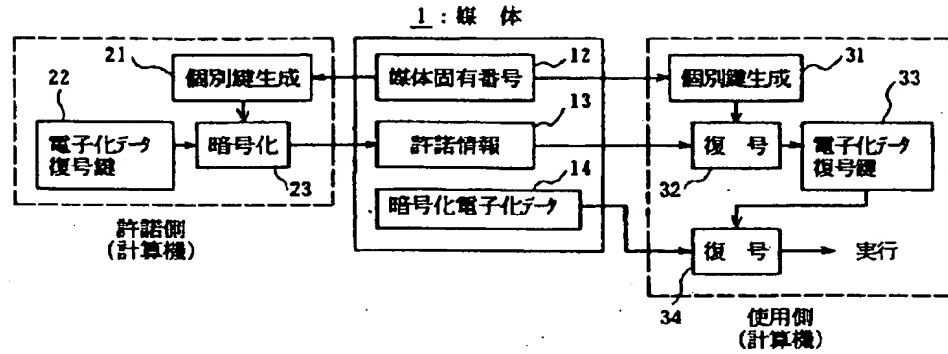 1：媒 体
21
22
個別鍵生成
電子化データ
復号鍵
暗号化
23
許諾側
(計算機)
12
媒体固有番号
13
許諾情報
14
暗号化電子化データ
31
個別鍵生成
33
復 号
32
電子化データ
復号鍵
復 号
34
実行
使用側
(計算機)